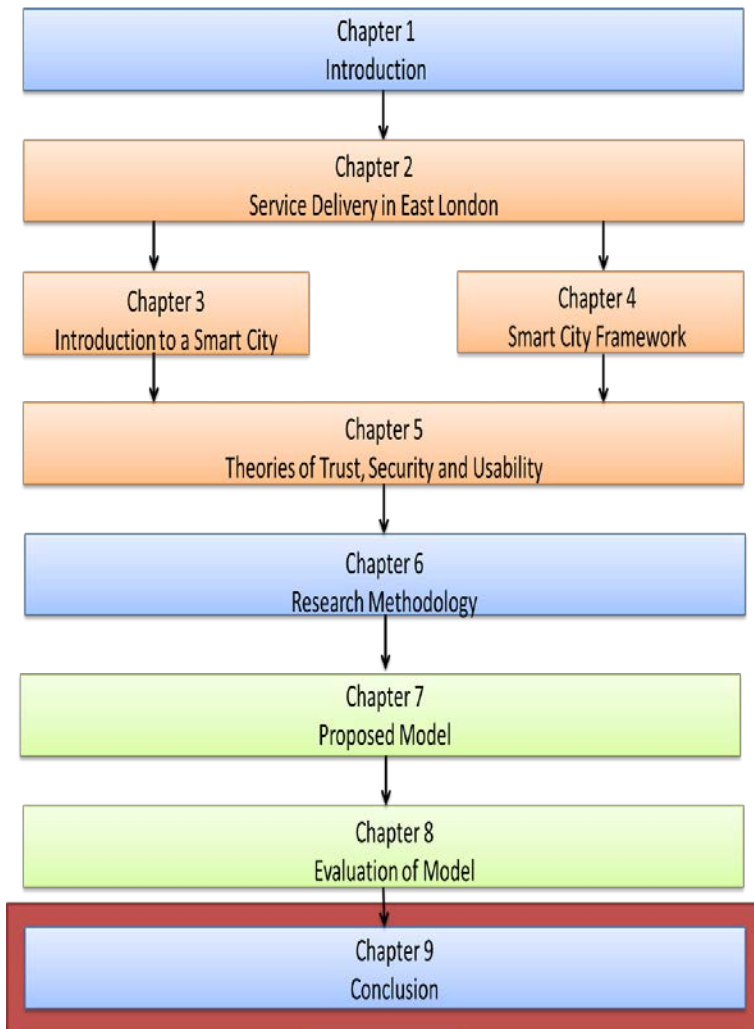 Chapter 1
Introduction
Chapter 2
Service Delivery in East London
Chapter 3
Introduction to a Smart City
Chapter 4
Smart City Framework
Chapter 5
Theories of Trust, Security and Usability
Chapter 6
Research Methodology
Chapter 7
Proposed Model
Chapter 8
Evaluation of Model
Chapter 9
Conclusion